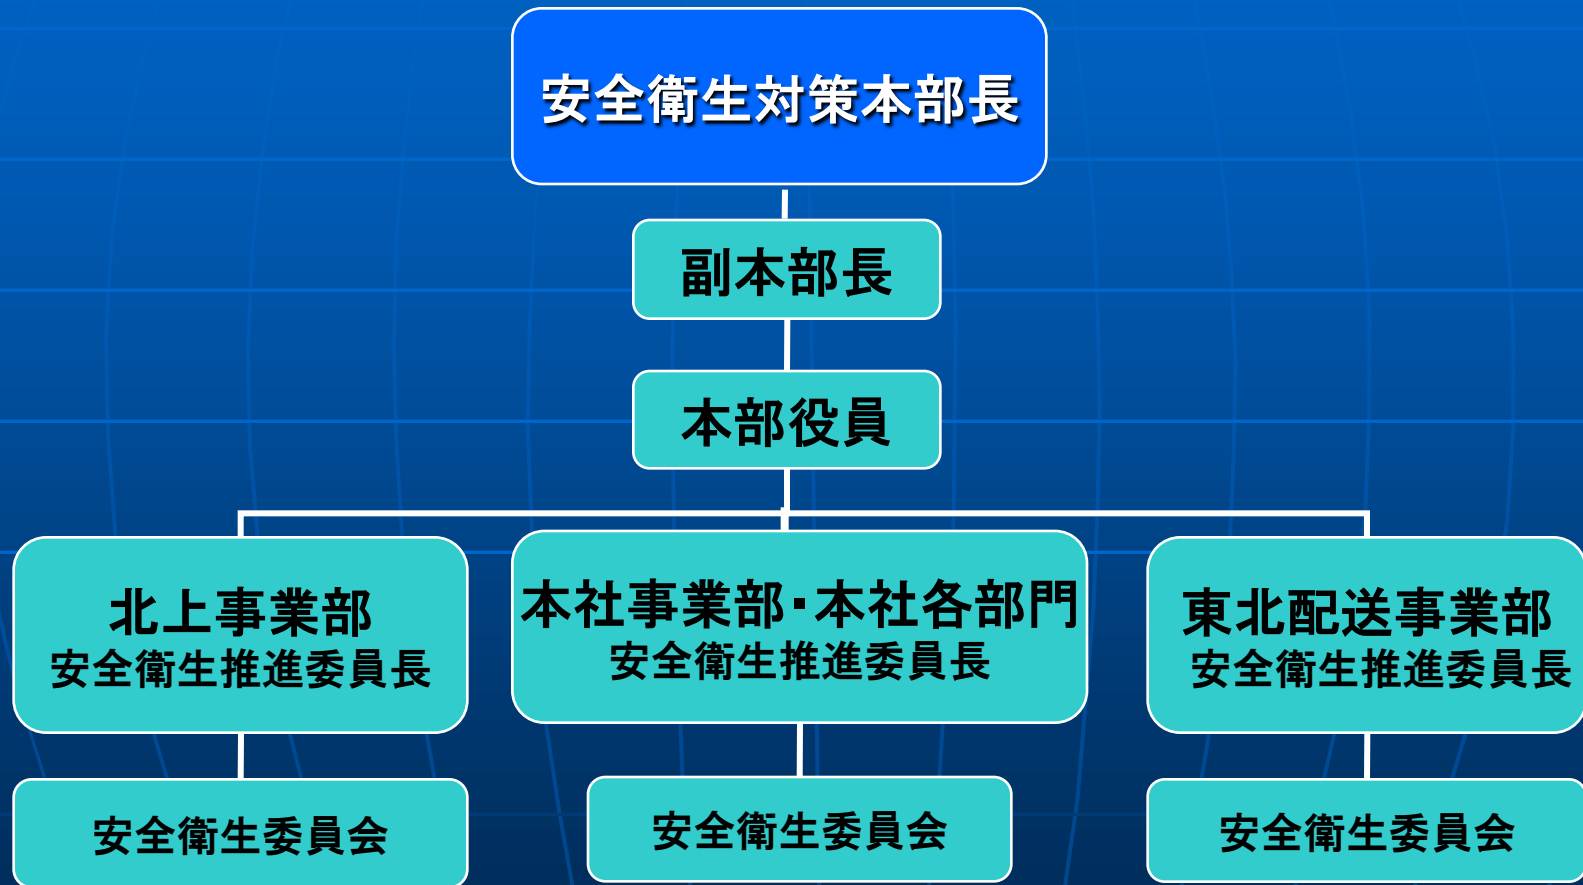 安全衛生対策本部長
副本部長
本部役員
北上事業部
安全衛生推進委員長
本社事業部・本社各部門
安全衛生推進委員長
東北配送事業部
安全衛生推進委員長
安全衛生委員会
安全衛生委員会
安全衛生委員会